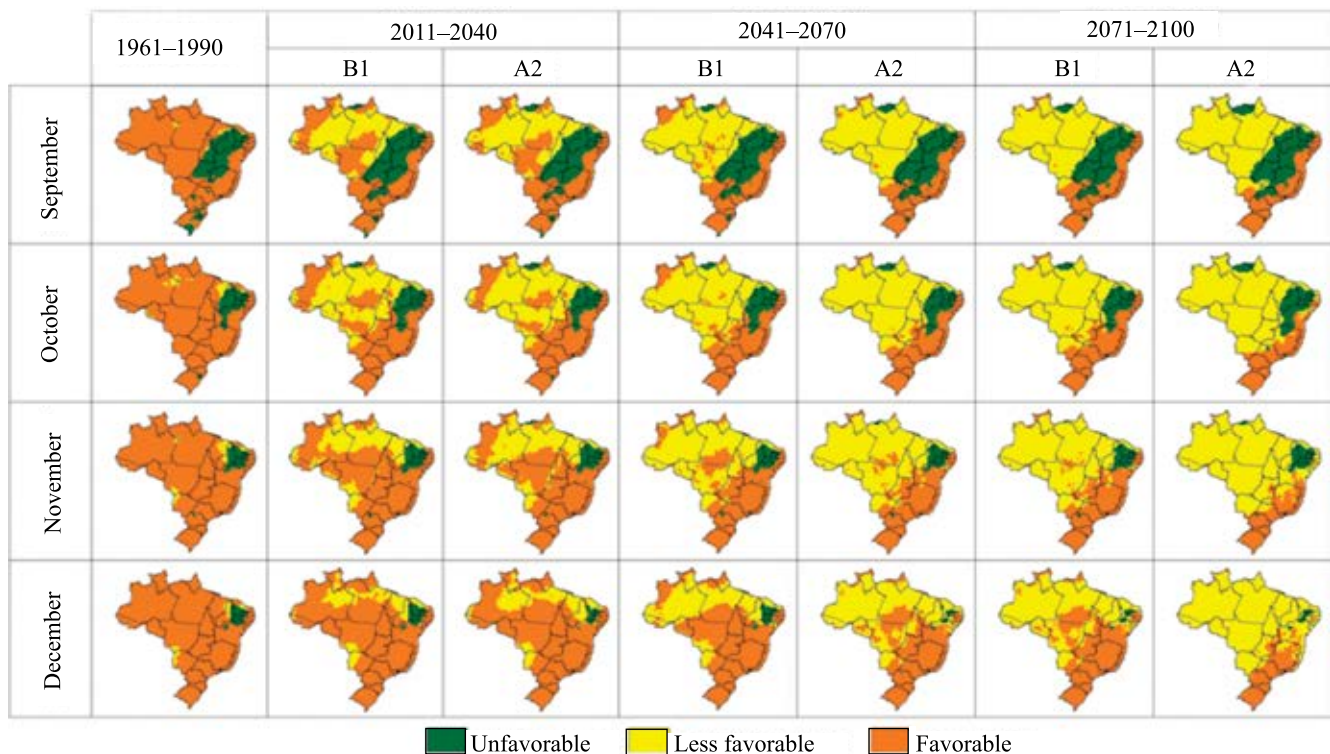 1961–1990
2011–2040
2041–2070
2071–2100
B1
A2
B1
A2
B1
A2
September
October
November
December
Unfavorable
Less favorable
Favorable